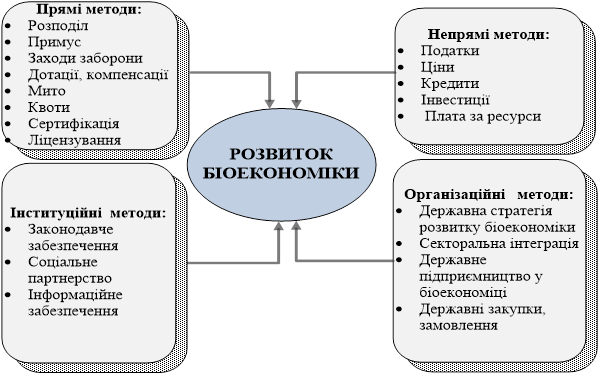 Прямі методи:
• Розподіл
• Примус
• Заходи заборони
• Дотації, компенсації
• Мито
• Квоти
• Сертифікація
• Ліцензування
Непрямі методи:
• Податки
• Ціни
• Кредити
• Інвестиції
• Плата за ресурси
РОЗВИТОК
БІОЕКОНОМІКИ
Інституційні методи:
• Законодавче
забезпечення
• Соціальне
партнерство
• Інформаційне
забезпечення
Організаційні методи:
• Державна стратегія
розвитку біоекономіки
• Секторальна інтеграція
• Державне
підприємництво у
біоекономіці
• Державні закупки,
замовлення